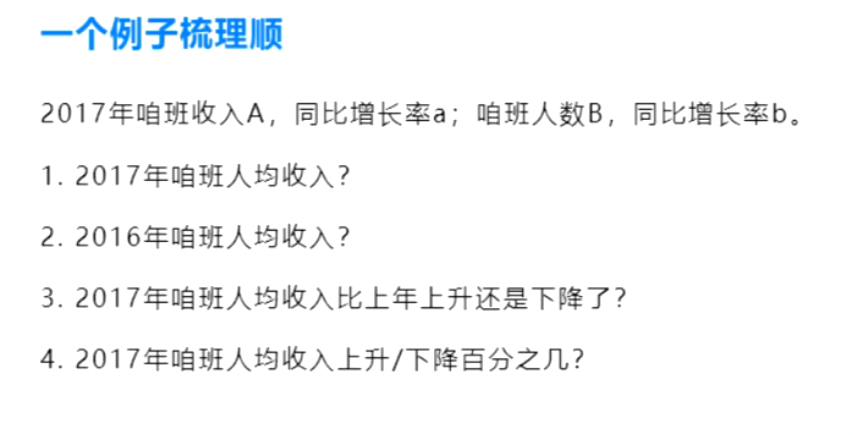 一个例子梳理顺
2017年咱班收入A，同比增长率a；咱班人数B，同比增长率b。
1. 2017年咱班人均收入？
2. 2016年咱班人均收入？
3. 2017年咱班人均收入比上年上升还是下降了？
4. 2017年咱班人均收入上升/下降百分之几？